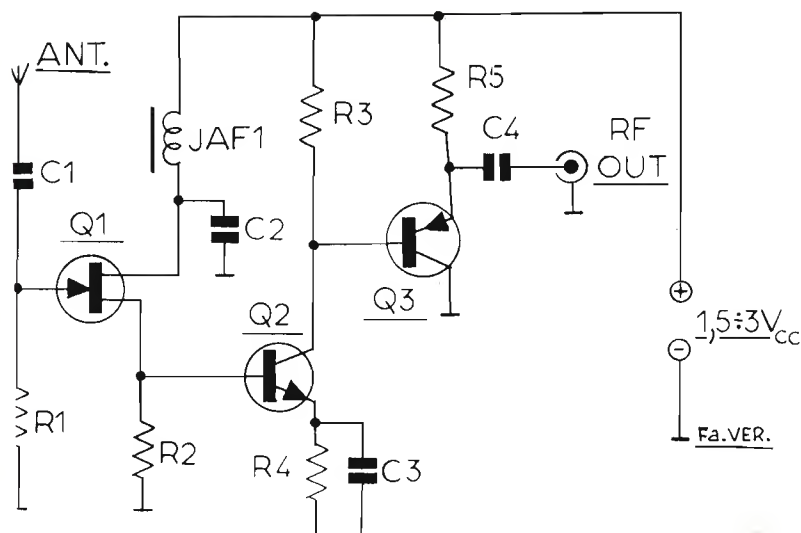 ANT.
R5
R3
C4
RF
OUT
JAF1
C1
Q1
C2
Q3
Q2
+
1,5÷3Vcc
-
R1
R2
R4
C3
Fa.VER.